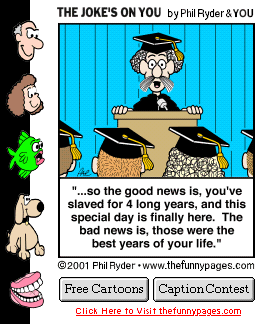 THE JOKE'S ON YOU by Phil Ryder & YOU
"...so the good news is, you've
slaved for 4 long years, and this
special day is finally here. The
bad news is, those were the
best years of your life."
©2001 Phil Ryder • www.thefunnypages.com
Free Cartoons
Caption Contest
Click Here to Visit thefunnypages.com